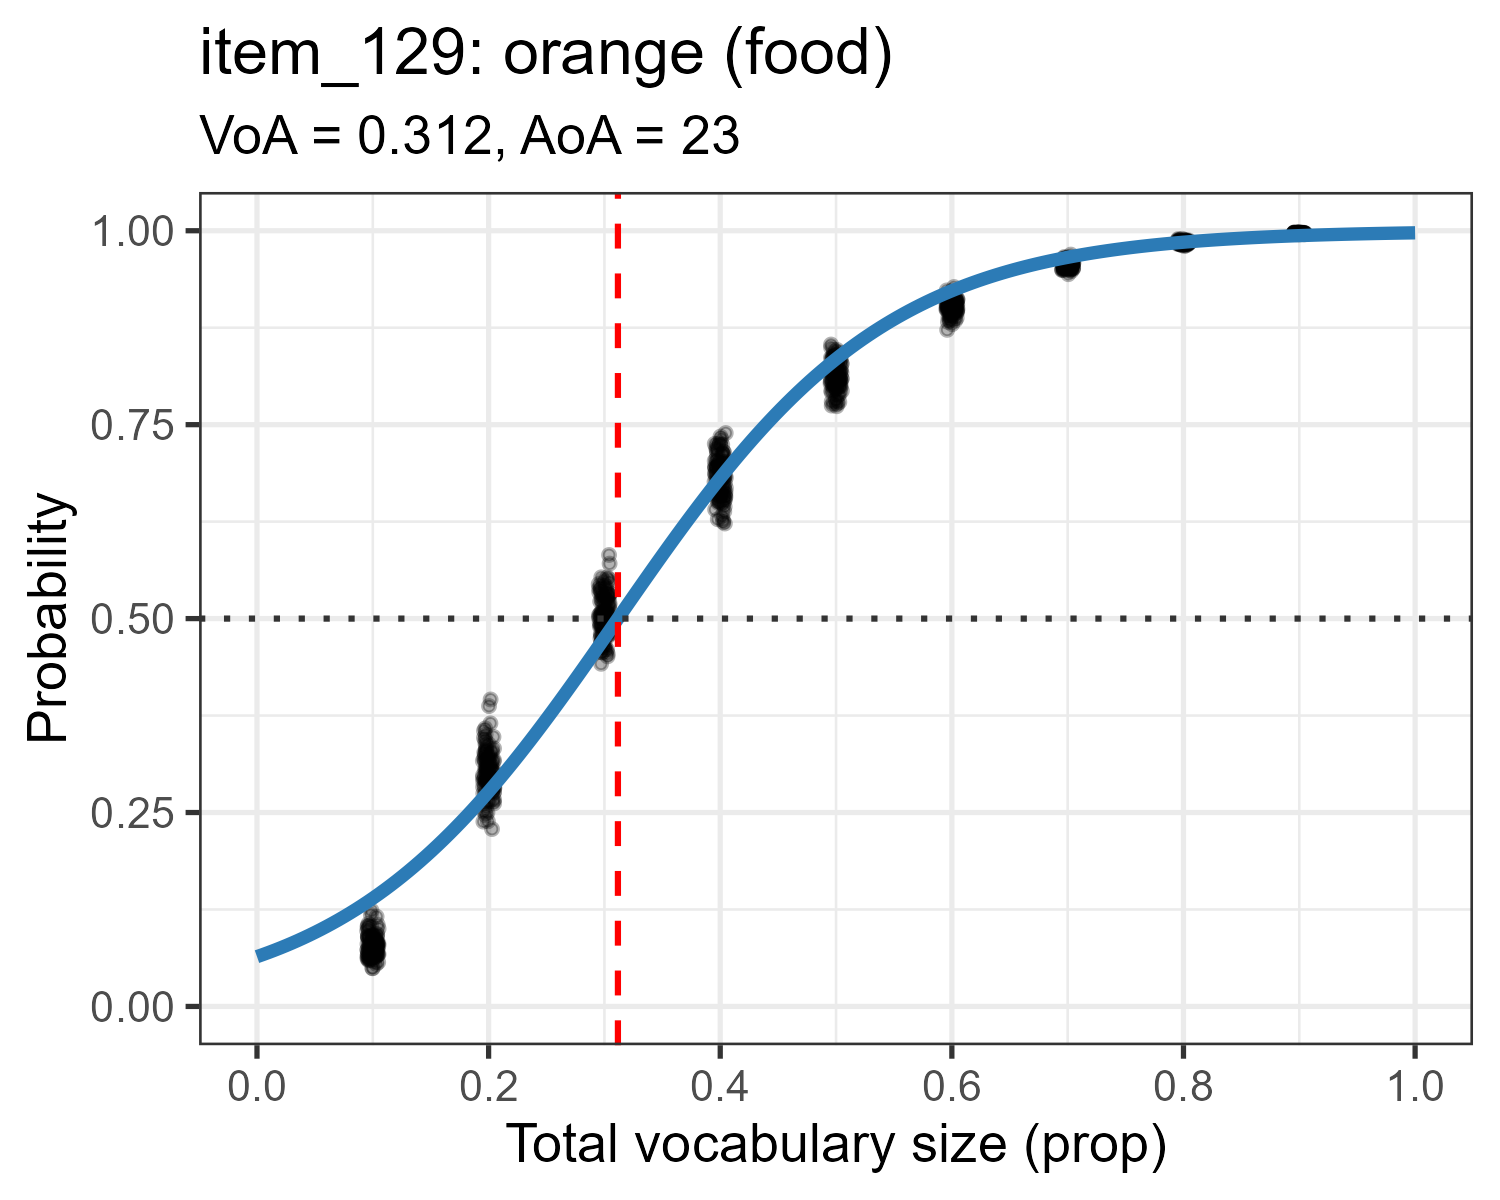 item_129: orange (food)
VoA = 0.312, AoA = 23
1.00
0.75
0.50
0.25
0.00
Probability
0.0 0.2 0.4 0.6 0.8 1.0
Total vocabulary size (prop)